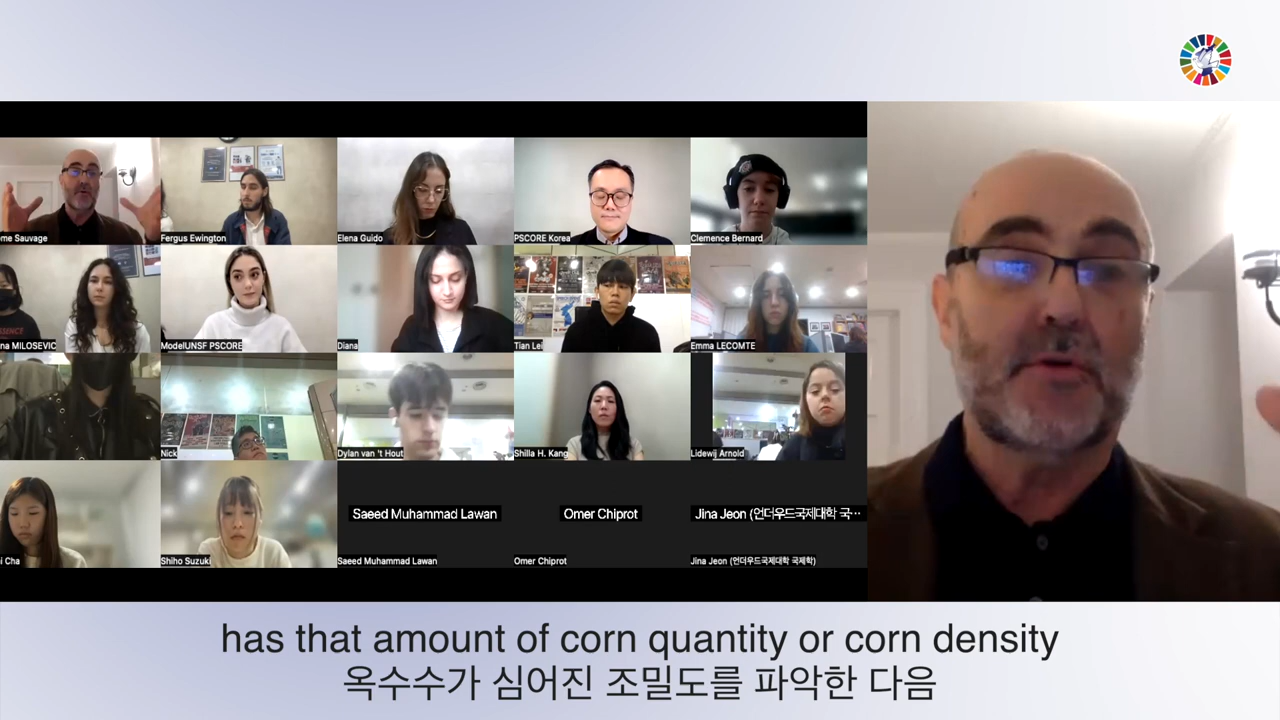 me Sauvage
Fergus Ewington
Elena Guido
PSCORE Korea
Clemence Bernard
na MILOSEVIC
ModelUNSF PSCORE
Diana
Tian Lei
Emma LECOMTE
Nick
Dylan van 't Hout
Shilla H. Kang
Lidewij Arnold
Saeed Muhammad Lawan
Omer Chiprot
Jina Jeon (언더우드국제대학 국…
i Cha
Shiho Suzuki
Saeed Muhammad Lawan
Omer Chiprot
Jina Jeon (언더우드국제대학 국제학)
has that amount of corn quantity or corn density
옥수수가 심어진 조밀도를 파악한 다음